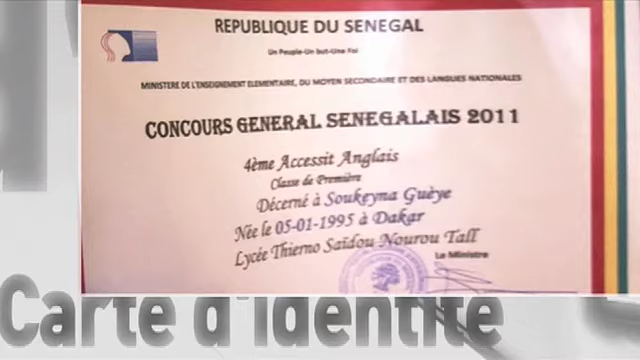 REPUBLIQUE DU SENEGAL
Un Peuple-Un but-Une Foi
MINISTERE DE L'ENSEIGNEMENT ELEMENTAIRE, DU MOYEN SECONDAIRE ET DES LANGUES NATIONALES
CONCOURS GENERAL SENEGALAIS 2011
4ème Accessit Anglais
Classe de Première
Décerné à Soukeyna Guèye
Née le 05-01-1995 à Dakar
Lycée Thierno Saïdou Nourou Tall
Le Ministre
Carte d'identité